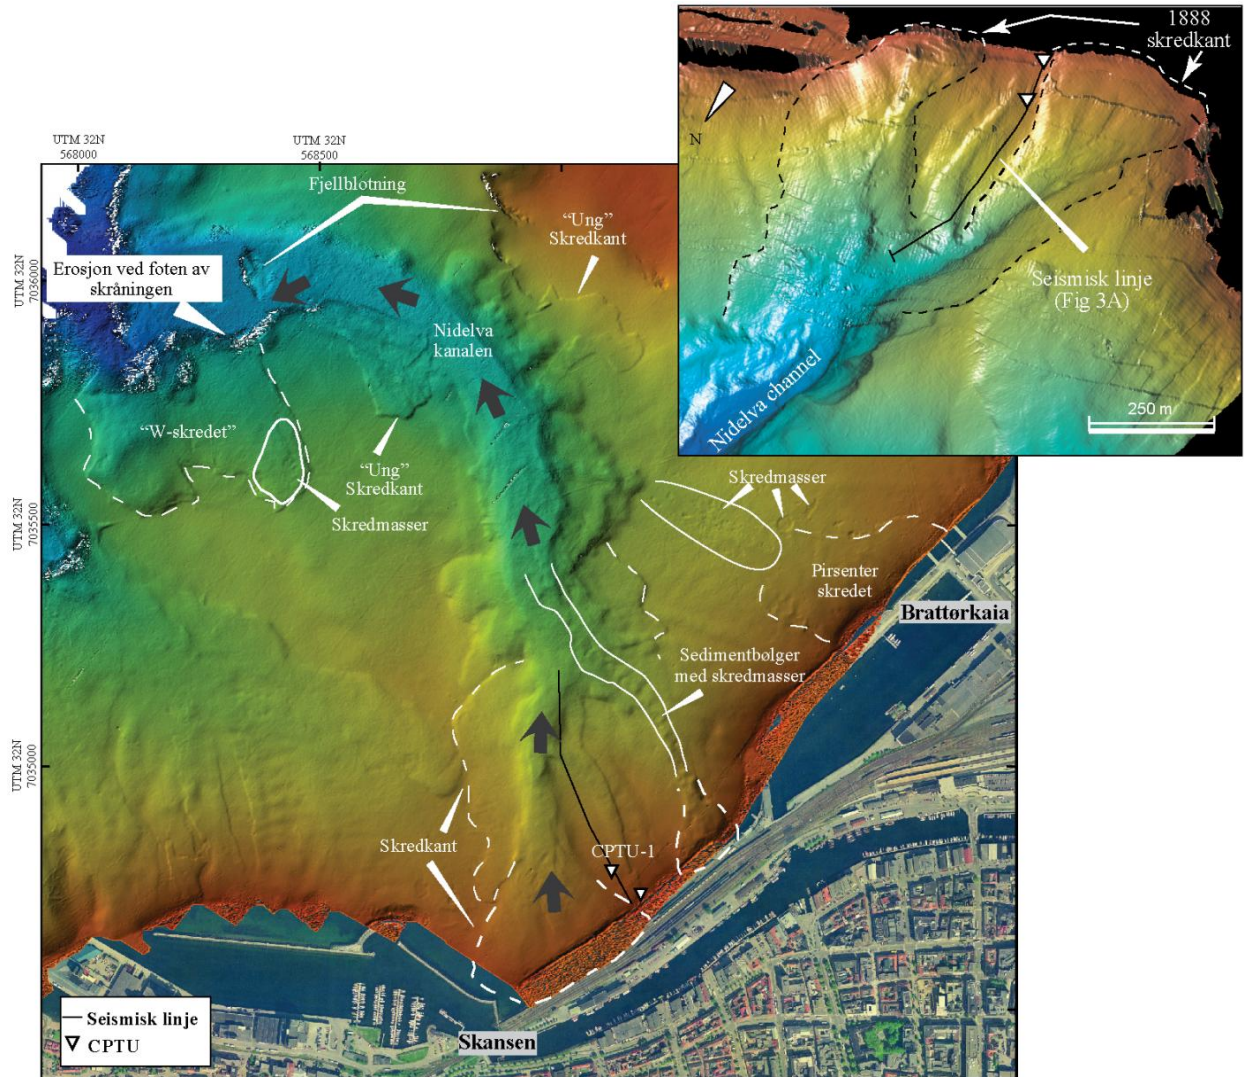 1888
skredkant
N
Seismisk linje
(Fig 3A)
Nidelva channel
250 m
UTM 32N
568000
UTM 32N
568500
UTM 32N
7036000
UTM 32N
7035500
UTM 32N
7035000
Fjellblotning
“Ung”
Skredkant
Erosjon ved foten av
skråningen
Nidelva
kanalen
“W-skredet”
“Ung”
Skredkant
Skredmasser
Skredmasser
Pirsenter
skredet
Brattørkaia
Sedimentbølger
med skredmasser
Skredkant
CPTU-1
Seismisk linje
CPTU
Skansen